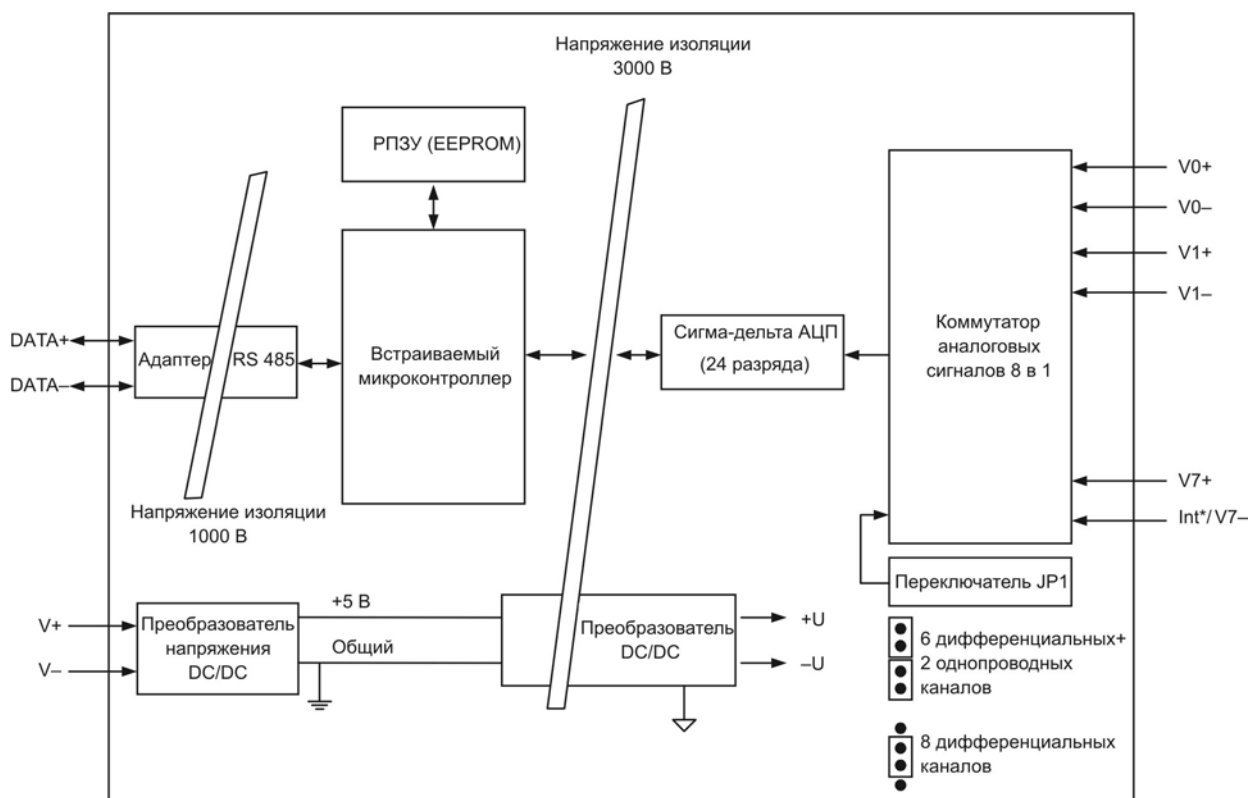 Напряжение изоляции
3000 В
РПЗУ (EEPROM)
V0+
V0–
V1+
V1–
DATA+
DATA–
Адаптер RS 485
Встраиваемый
микроконтроллер
Сигма-дельта АЦП
(24 разряда)
Коммутатор
аналоговых
сигналов 8 в 1
V7+
Int*/V7–
Напряжение изоляции
1000 В
Переключатель JP1
V+
V–
Преобразователь
напряжения
DC/DC
+5 В
Общий
Преобразователь
DC/DC
+U
–U
6 дифференциальных+
2 однопроводных
каналов
8 дифференциальных
каналов